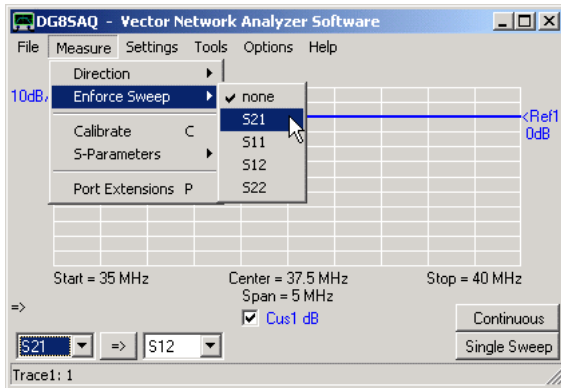 DG8SAQ - Vector Network Analyzer Software
File Measure Settings Tools Options Help
Direction
10dB/ Enforce Sweep
none
S21
<Ref1
0dB
Calibrate C
S11
S-Parameters
S12
Port Extensions P
S22
Start = 35 MHz Center = 37.5 MHz Stop = 40 MHz
Span = 5 MHz
=>
Cus1 dB
Continuous
S21 => S12
Single Sweep
Trace1: 1